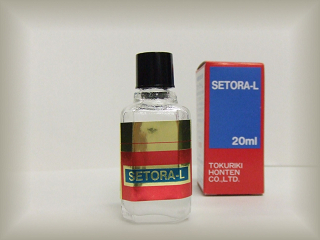 SETORA-L
SETORA-L
20ml
TOKURIKI
HONTEN
CO.,LTD.